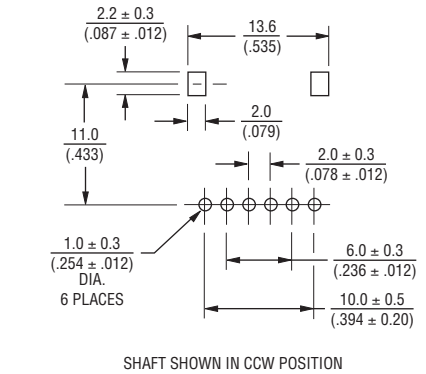 2.2 ± 0.3
(.087 ± .012)
13.6
(.535)
11.0
(.433)
2.0
(.079)
2.0 ± 0.3
(.078 ± .012)
1.0 ± 0.3
(.254 ± .012)
DIA.
6 PLACES
6.0 ± 0.3
(.236 ± .012)
10.0 ± 0.5
(.394 ± 0.20)
SHAFT SHOWN IN CCW POSITION